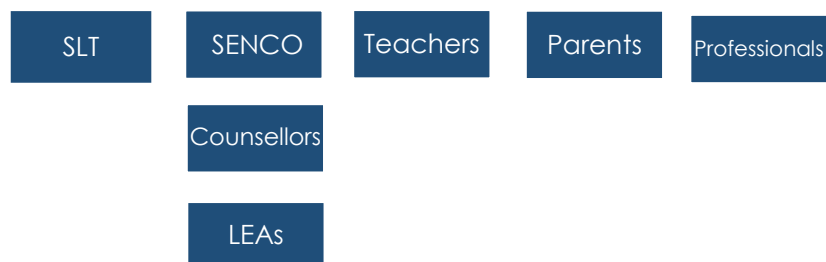 SLT
SENCO
Teachers
Parents
Professionals
Counsellors
LEAs